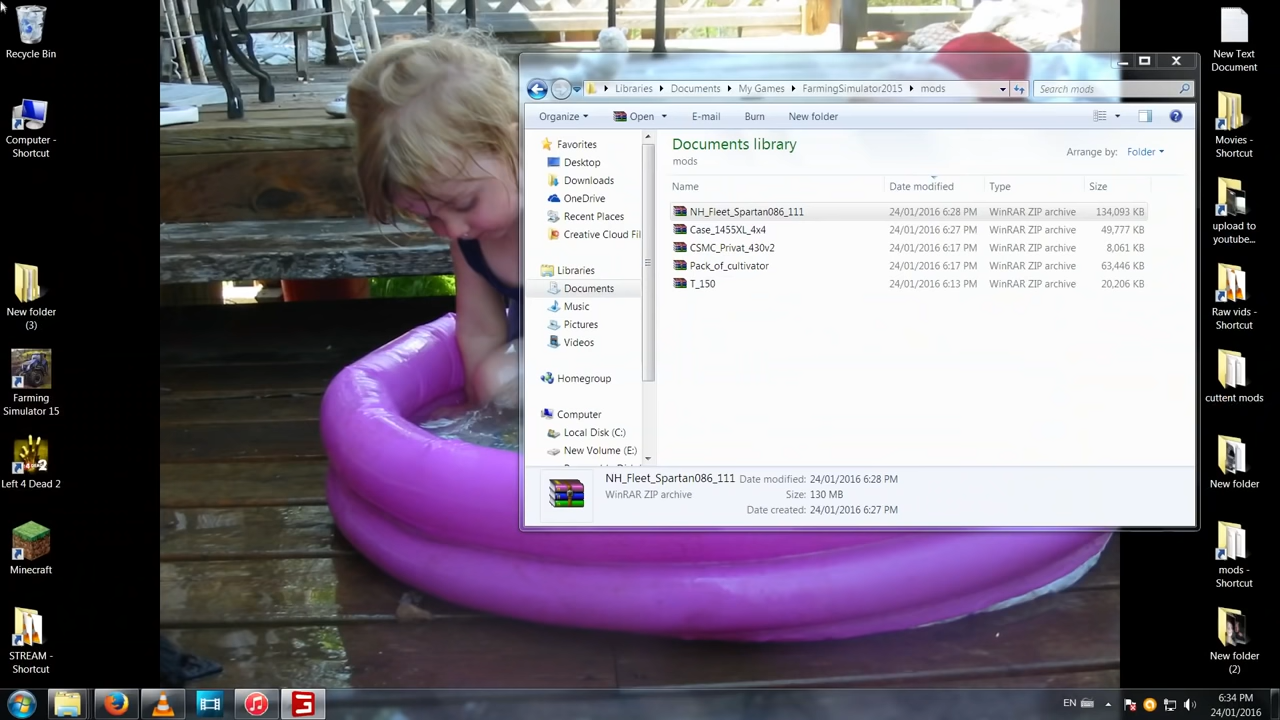 Recycle Bin
Computer -
Shortcut
New folder
(3)
Farming
Simulator 15
Left 4 Dead 2
Minecraft
STREAM -
Shortcut
Libraries
Documents
My Games
FarmingSimulator2015
mods
Search mods
Organize
Open
E-mail
Burn
New folder
Favorites
Desktop
Downloads
OneDrive
Recent Places
Creative Cloud Fil
Libraries
Documents
Music
Pictures
Videos
Homegroup
Computer
Local Disk (C:)
New Volume (E:)
Documents library
mods
Arrange by: Folder
Name Date modified Type Size
NH_Fleet_Spartan086_111 24/01/2016 6:28 PM WinRAR ZIP archive 134,093 KB
Case_1455XL_4x4 24/01/2016 6:27 PM WinRAR ZIP archive 49,777 KB
CSMC_Privat_430v2 24/01/2016 6:17 PM WinRAR ZIP archive 8,061 KB
Pack_of_cultivator 24/01/2016 6:17 PM WinRAR ZIP archive 63,446 KB
T_150 24/01/2016 6:13 PM WinRAR ZIP archive 20,206 KB
NH_Fleet_Spartan086_111 Date modified: 24/01/2016 6:28 PM
WinRAR ZIP archive Size: 130 MB
Date created: 24/01/2016 6:27 PM
New Text
Document
Movies -
Shortcut
upload to
youtube...
Raw vids -
Shortcut
cuttent mods
New folder
mods -
Shortcut
New folder
(2)
EN
6:34 PM
24/01/2016